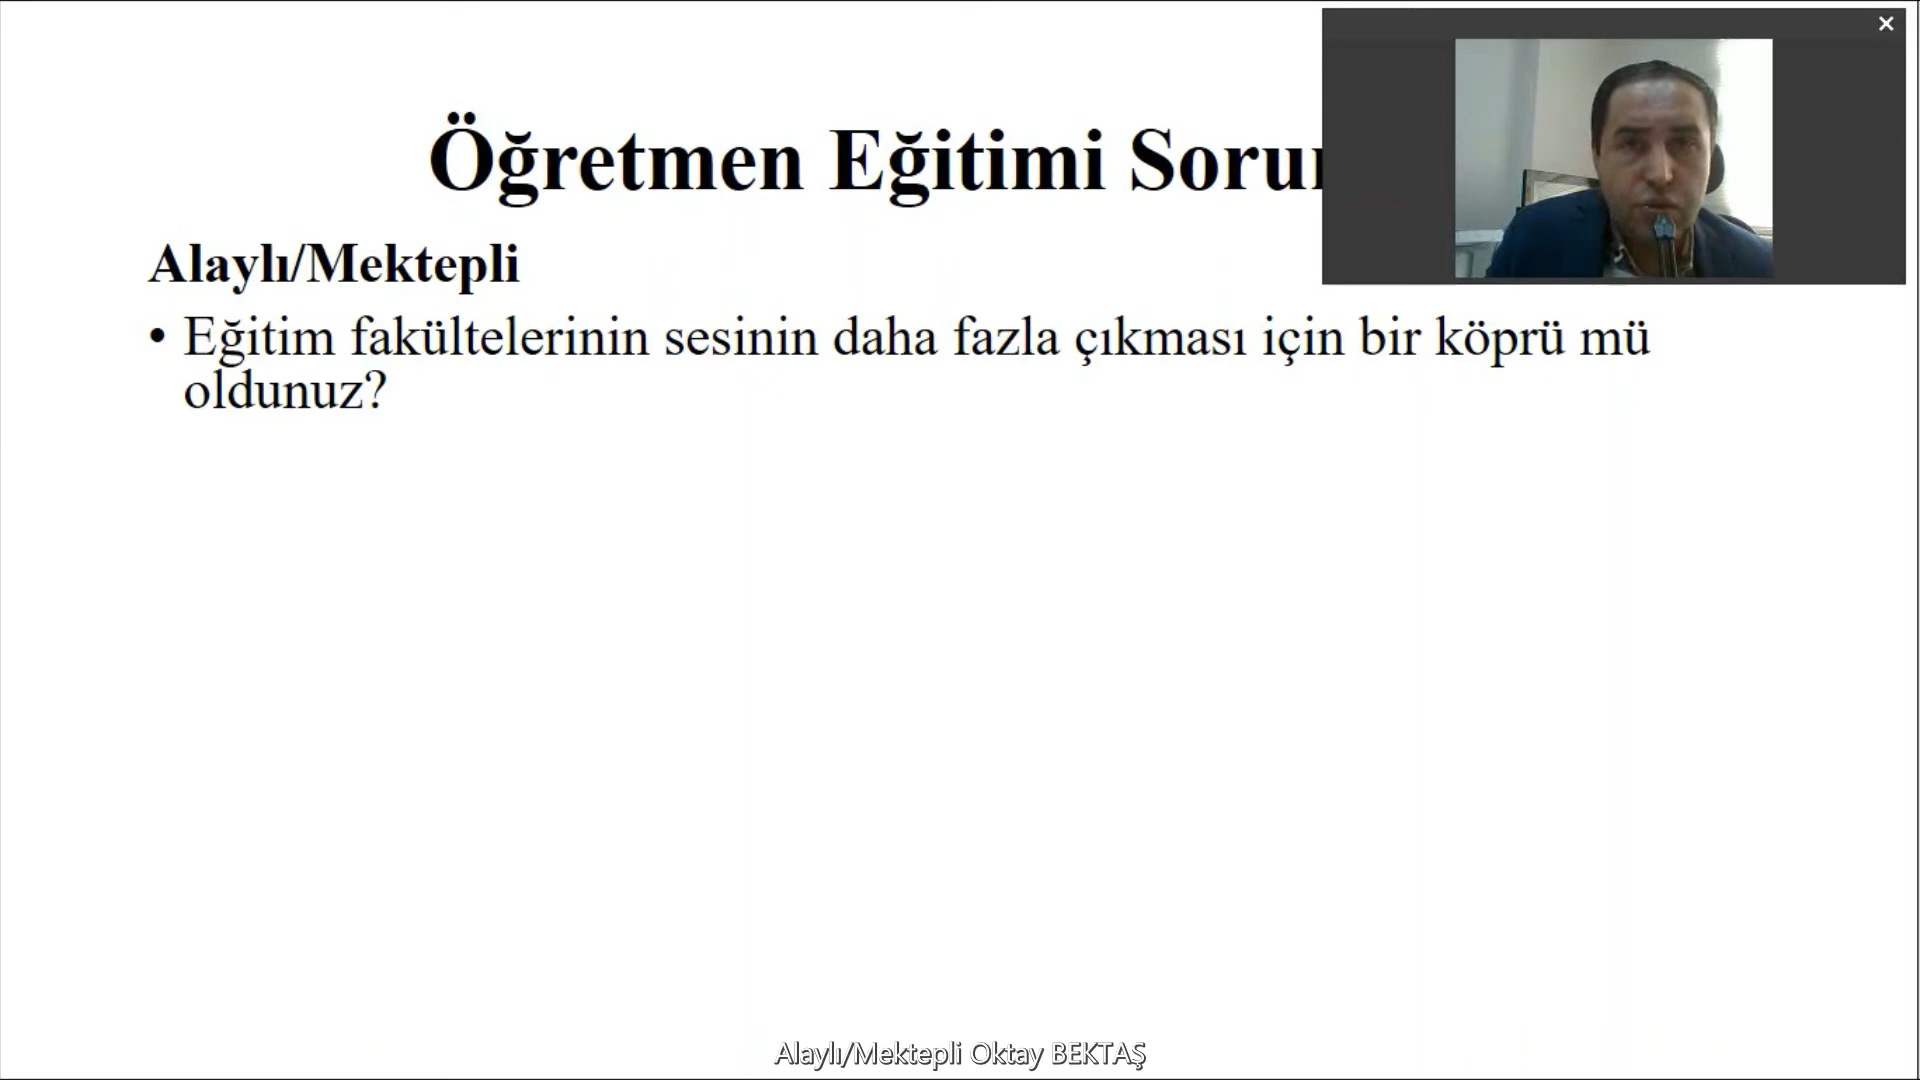 Öğretmen Eğitimi
Alaylı/Mektepli
• Eğitim fakültelerinin sesinin daha fazla çıkması için bir köprü mü
oldunuz?
Alaylı/Mektepli Oktay BEKTAŞ